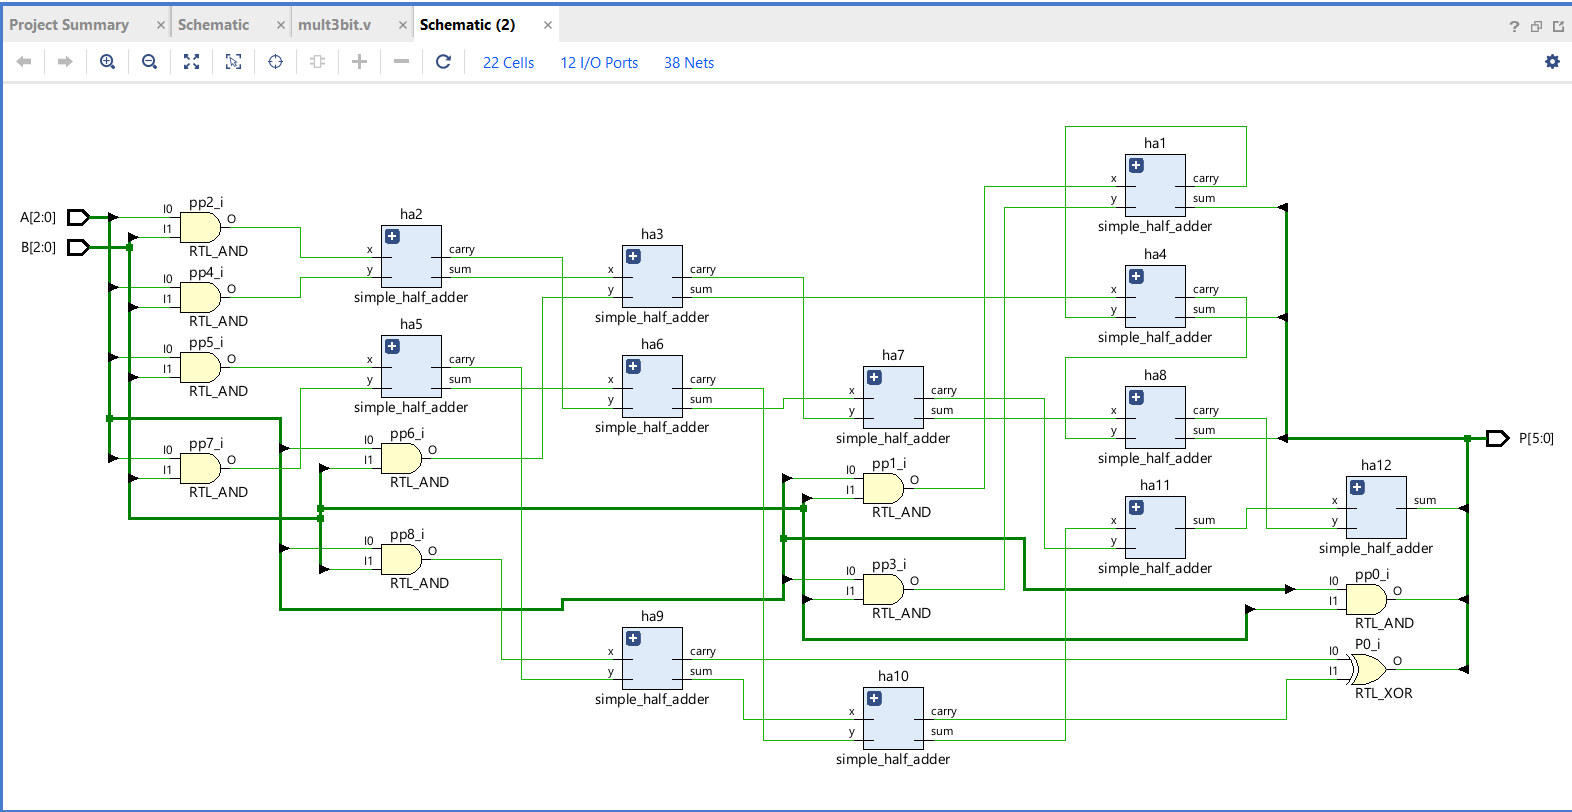 Project Summary × Schematic × mult3bit.v × Schematic (2) ×
?
22 Cells 12 I/O Ports 38 Nets
A[2:0]
B[2:0]
pp2_i
I0
I1
O
RTL_AND
pp4_i
I0
I1
O
RTL_AND
pp5_i
I0
I1
O
RTL_AND
pp7_i
I0
I1
O
RTL_AND
ha2
x
y
carry
sum
simple_half_adder
ha5
x
y
carry
sum
simple_half_adder
pp6_i
I0
I1
O
RTL_AND
pp8_i
I0
I1
O
RTL_AND
ha3
x
y
carry
sum
simple_half_adder
ha6
x
y
carry
sum
simple_half_adder
ha9
x
y
carry
sum
simple_half_adder
ha7
x
y
carry
sum
simple_half_adder
pp1_i
I0
I1
O
RTL_AND
pp3_i
I0
I1
O
RTL_AND
ha10
x
y
carry
sum
simple_half_adder
ha1
x
y
carry
sum
simple_half_adder
ha4
x
y
carry
sum
simple_half_adder
ha8
x
y
carry
sum
simple_half_adder
ha11
x
y
sum
simple_half_adder
ha12
x
y
sum
simple_half_adder
pp0_i
I0
I1
O
RTL_AND
P0_i
I0
I1
O
RTL_XOR
P[5:0]